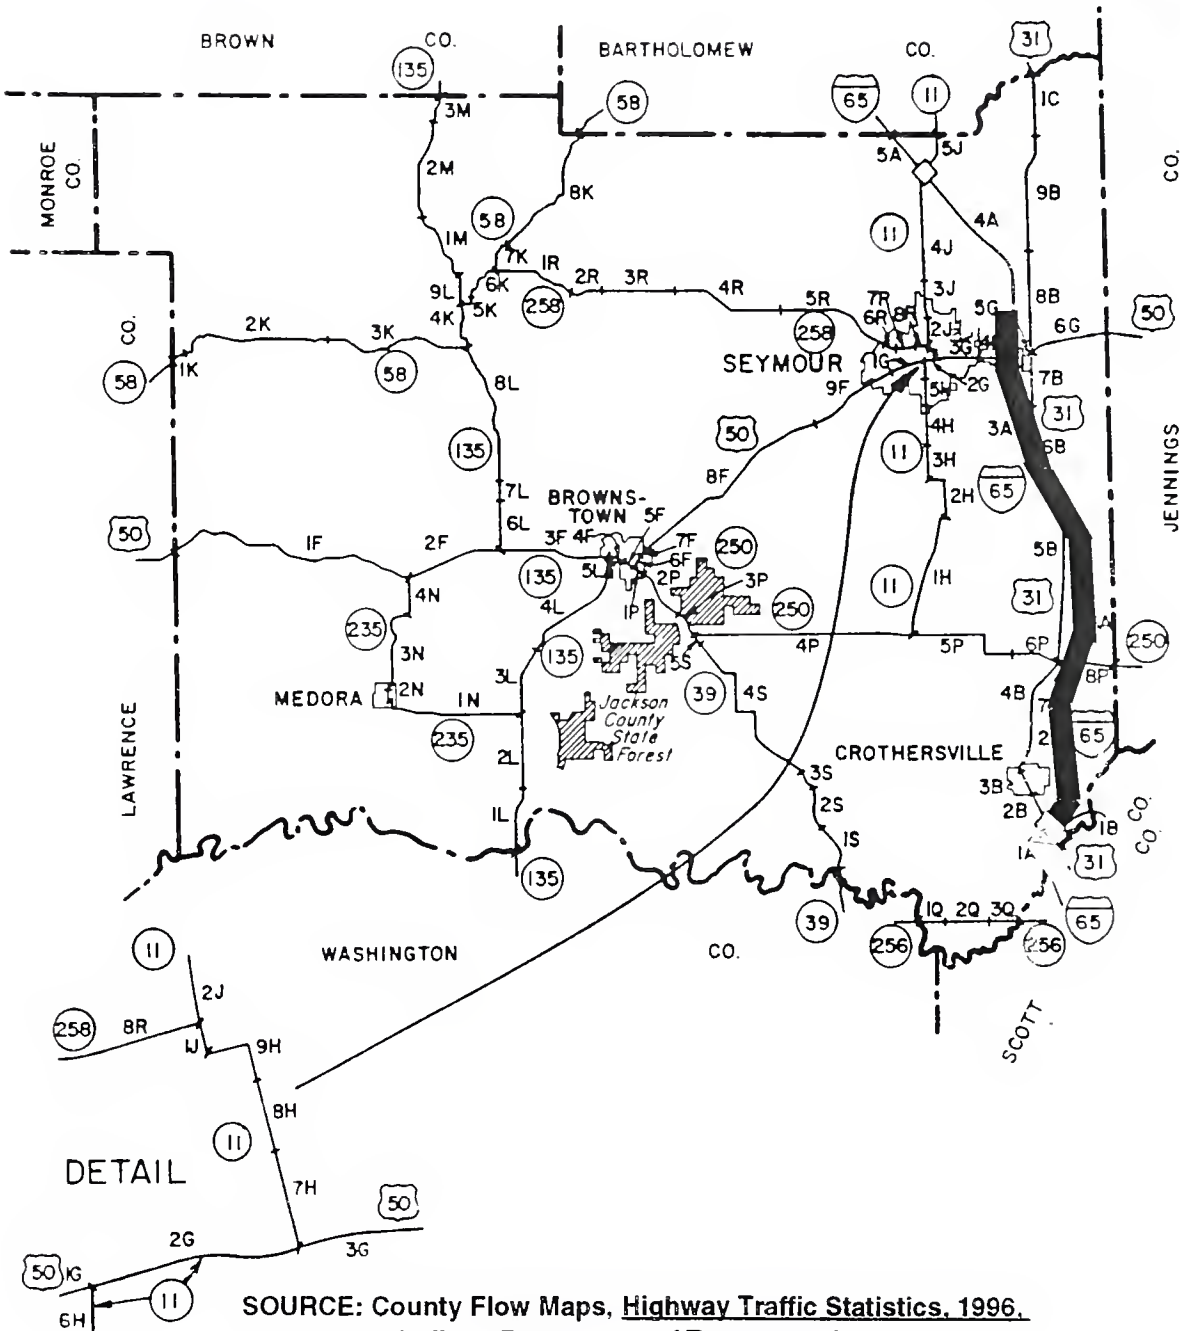 BROWN CO.
BARTHOLOMEW CO.
31
135
58
65
11
3M
1C
MONROE CO.
5A
5J
CO.
2M
8K
9B
58
4A
11
1M
7K
1R
4J
6K
2R
3R
4R
5R
9L
5K
258
3J
8B
4K
7R
8R
5G
50
CO.
2K
3K
6R
258
2J
6G
SEYMOUR
1G
3G
1K
58
58
8L
9F
2G
7B
31
50
4H
3A
6B
135
11
3H
8F
65
7L
2H
JENNINGS
BROWNS-
TOWN
5F
50
6L
3F
4F
7F
250
1F
2F
6F
5B
135
5L
2P
3P
11
1H
31
4N
4L
1P
250
235
4P
5P
6P
250
3N
135
5S
8P
3L
39
4S
4B
MEDORA
2N
1N
Jackson
County
State
Forest
7
235
CROTHERSVILLE
65
LAWRENCE
2L
3S
3B
2S
2B
1L
1S
1B
CO.
CO.
1A
31
135
39
1Q
2Q
3Q
65
256
256
WASHINGTON CO.
11
SCOTT
2J
258
8R
1J
9H
8H
11
DETAIL
7H
50
2G
3G
50
1G
11
6H
SOURCE: County Flow Maps, Highway Traffic Statistics, 1996,